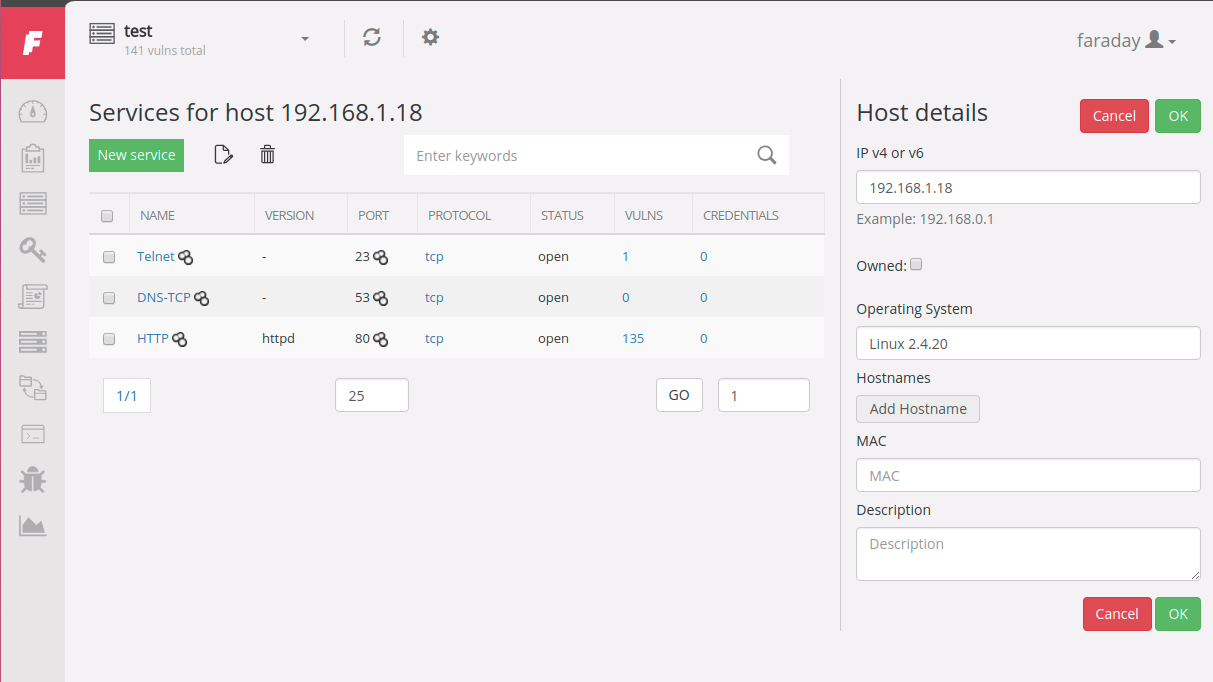 test
141 vulns total
faraday
Services for host 192.168.1.18
New service
Enter keywords
NAME VERSION PORT PROTOCOL STATUS VULNS CREDENTIALS
Telnet - 23 tcp open 1 0
DNS-TCP - 53 tcp open 0 0
HTTP httpd 80 tcp open 135 0
1/1 25 GO 1
Host details
Cancel OK
IP v4 or v6
192.168.1.18
Example: 192.168.0.1
Owned:
Operating System
Linux 2.4.20
Hostnames
Add Hostname
MAC
MAC
Description
Description
Cancel OK